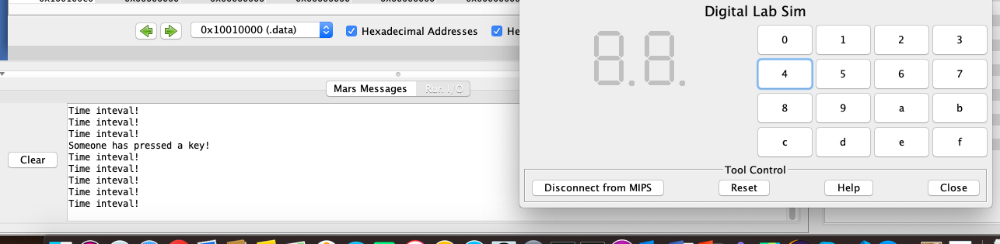 Digital Lab Sim
0x10010000 (.data)
Hexadecimal Addresses
0 1 2 3
4 5 6 7
8 9 a b
c d e f
Mars Messages
Run I/O
Clear
Time inteval!
Time inteval!
Time inteval!
Someone has pressed a key!
Time inteval!
Time inteval!
Time inteval!
Time inteval!
Time inteval!
Tool Control
Disconnect from MIPS
Reset
Help
Close